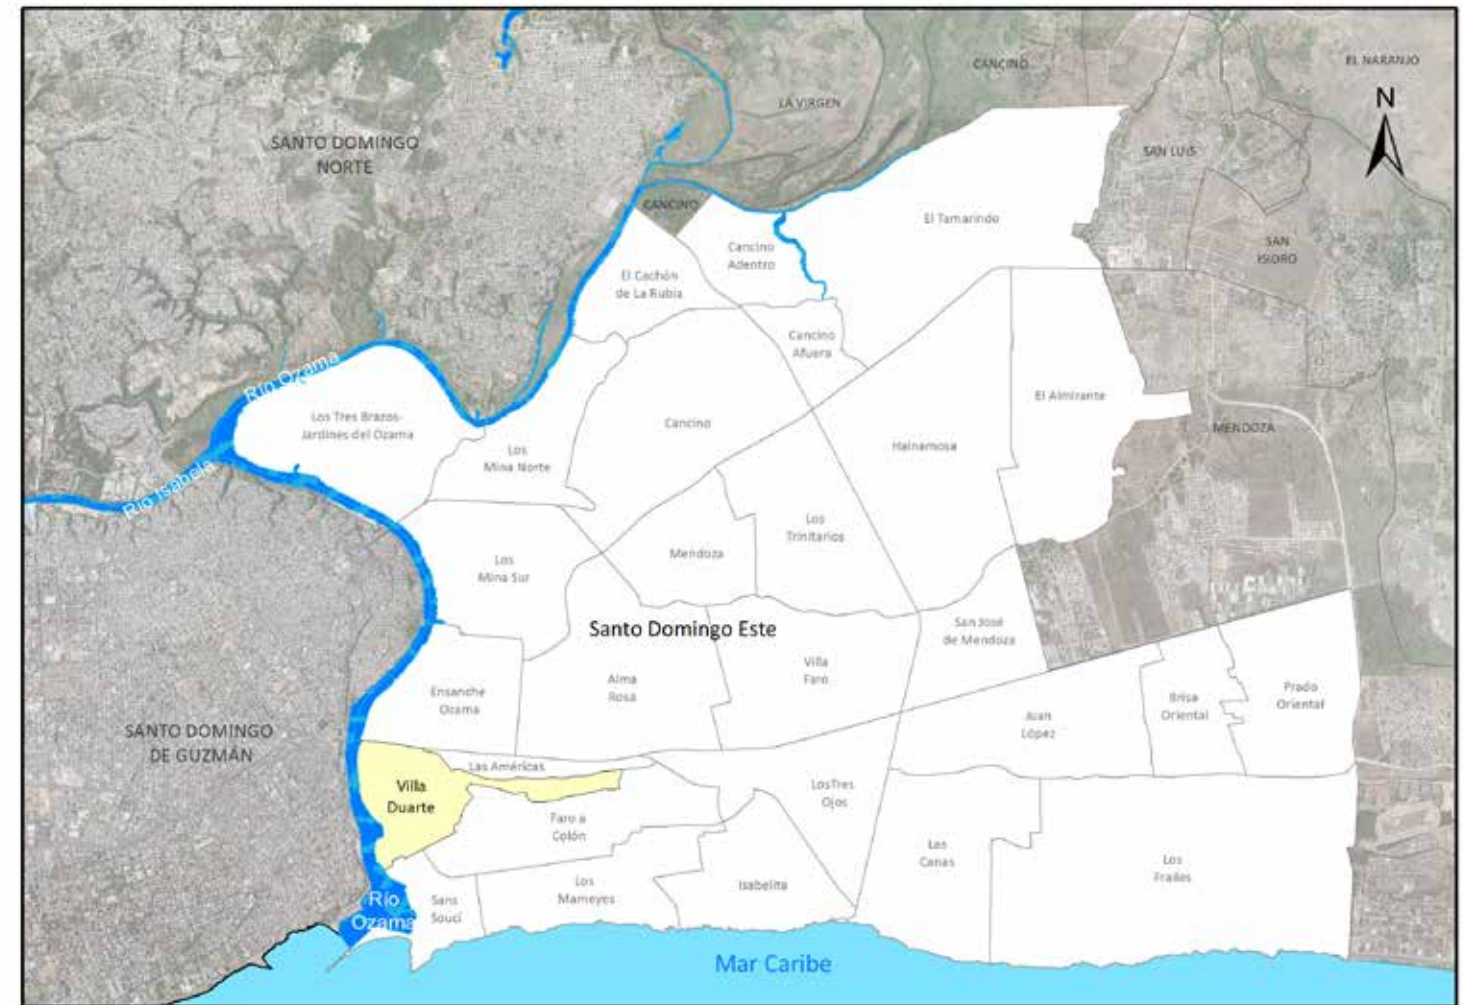 EL NARANJO
CANCINO
N
LA VIRGEN
SANTO DOMINGO
NORTE
SAN LUIS
CANCINO
El Tamarindo
Cancino
Adentro
SAN
ISIDRO
El Cachón
de La Rubia
Cancino
Afuera
Río Ozama
El Almirante
Los Tres Brazos-
Jardines del Ozama
Cancino
MENDOZA
Los
Mina Norte
Hainamosa
Río Isabela
Los
Trinitarios
Mendoza
Los
Mina Sur
Santo Domingo Este
San José
de Mendoza
Villa
Faro
Alma
Rosa
Ensanche
Ozama
Prado
Oriental
Brisa
Oriental
Juan
López
SANTO DOMINGO
DE GUZMÁN
Las Américas
Villa
Duarte
LosTres
Ojos
Faro a
Colón
Las
Canas
Los
Frailes
Los
Mameyes
Isabelita
Sans
Soucí
Río
Ozama
Mar Caribe